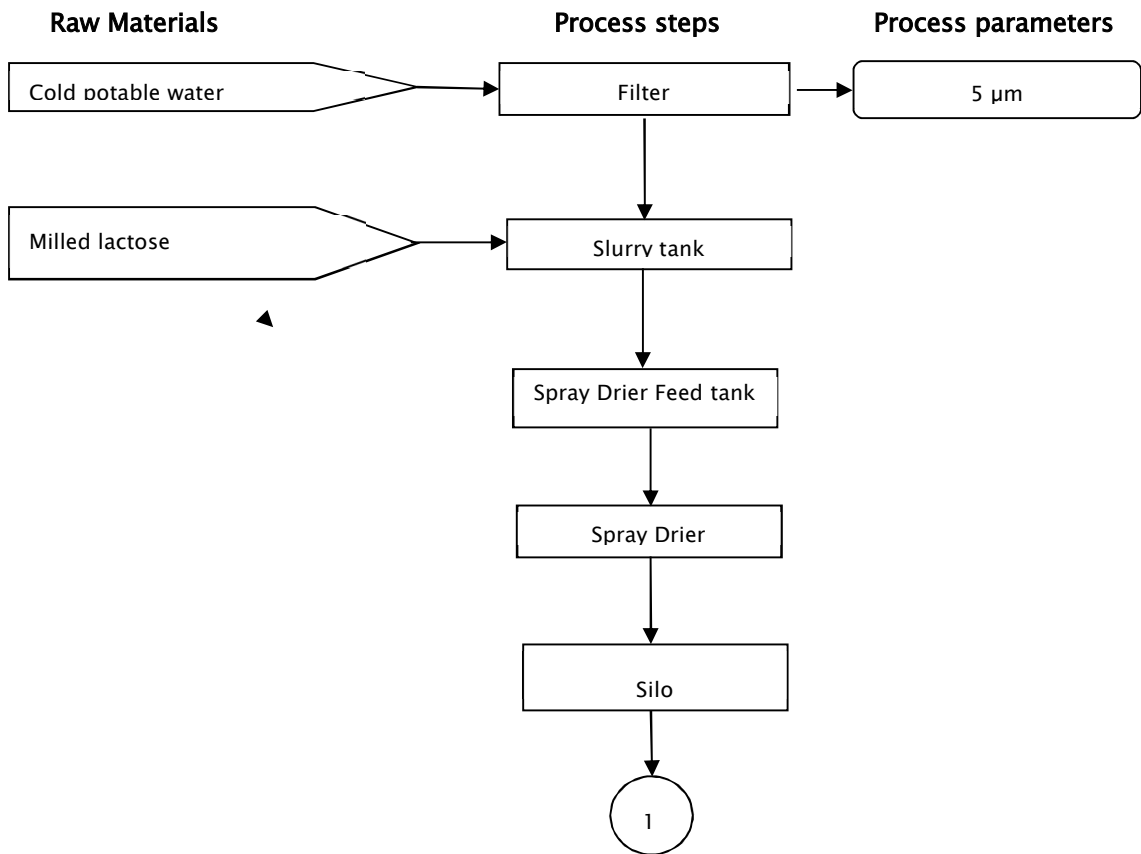 Raw Materials
Process steps
Process parameters
Cold potable water
Filter
5 µm
Milled lactose
Slurry tank
Spray Drier Feed tank
Spray Drier
Silo
1